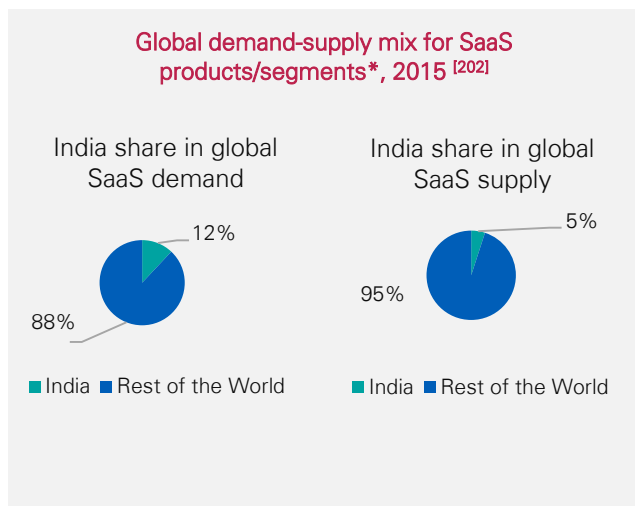 Global demand-supply mix for SaaS
products/segments*, 2015 [202]
India share in global
SaaS demand
12%
88%
India Rest of the World
India share in global
SaaS supply
5%
95%
India Rest of the World